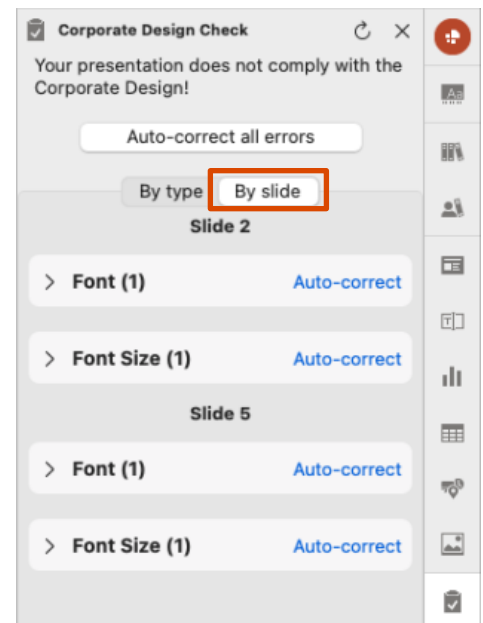 Corporate Design Check
Your presentation does not comply with the
Corporate Design!
Auto-correct all errors
By type By slide
Slide 2
Font (1) Auto-correct
Font Size (1) Auto-correct
Slide 5
Font (1) Auto-correct
Font Size (1) Auto-correct
Aa
T